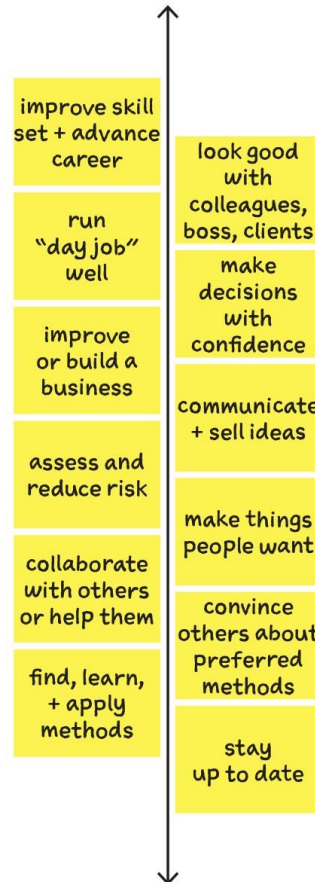 improve skill
set + advance
career
look good
with
colleagues,
boss, clients
run
“day job”
well
make
decisions
with
confidence
improve
or build a
business
communicate
+ sell ideas
assess and
reduce risk
make things
people want
collaborate
with others
or help them
convince
others about
preferred
methods
find, learn,
+ apply
methods
stay
up to date